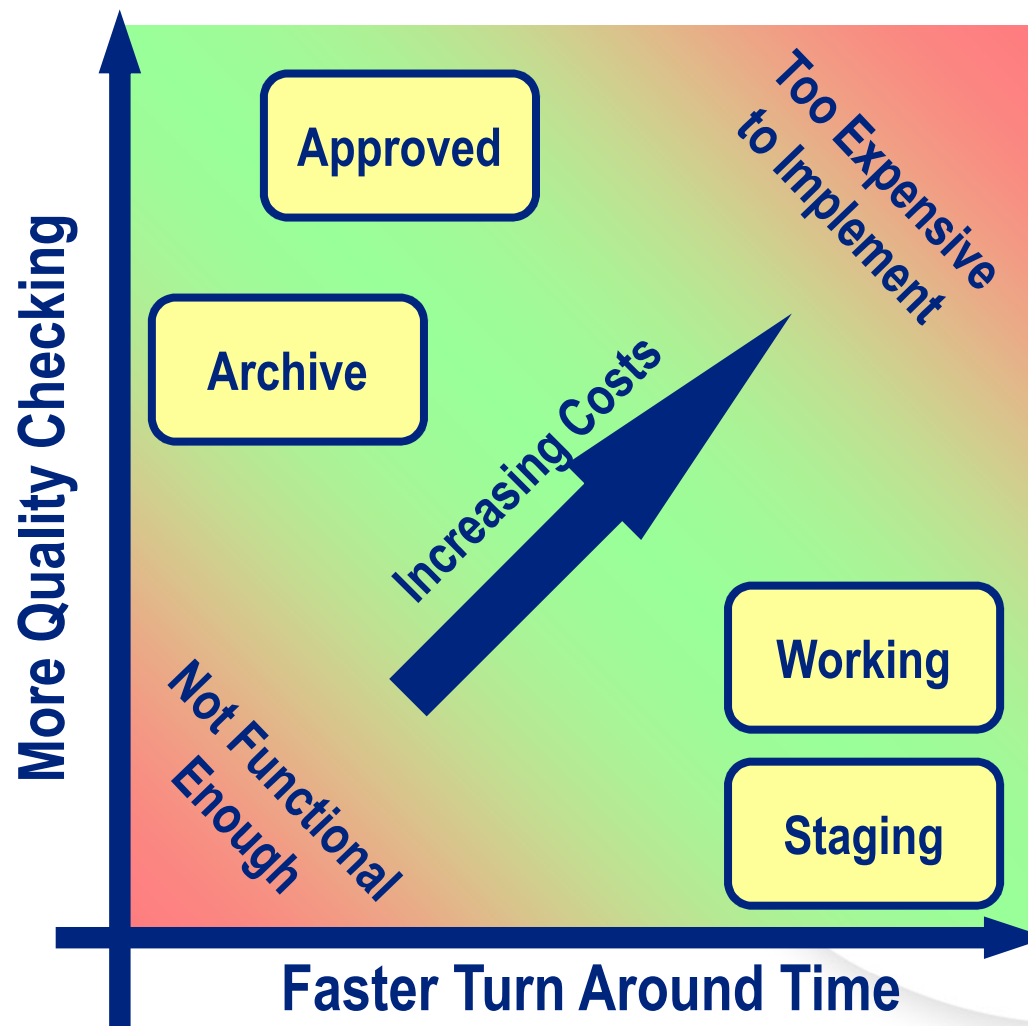 Too Expensive
to Implement
Approved
More Quality Checking
Archive
Increasing Costs
Working
Not Functional
Enough
Staging
Faster Turn Around Time